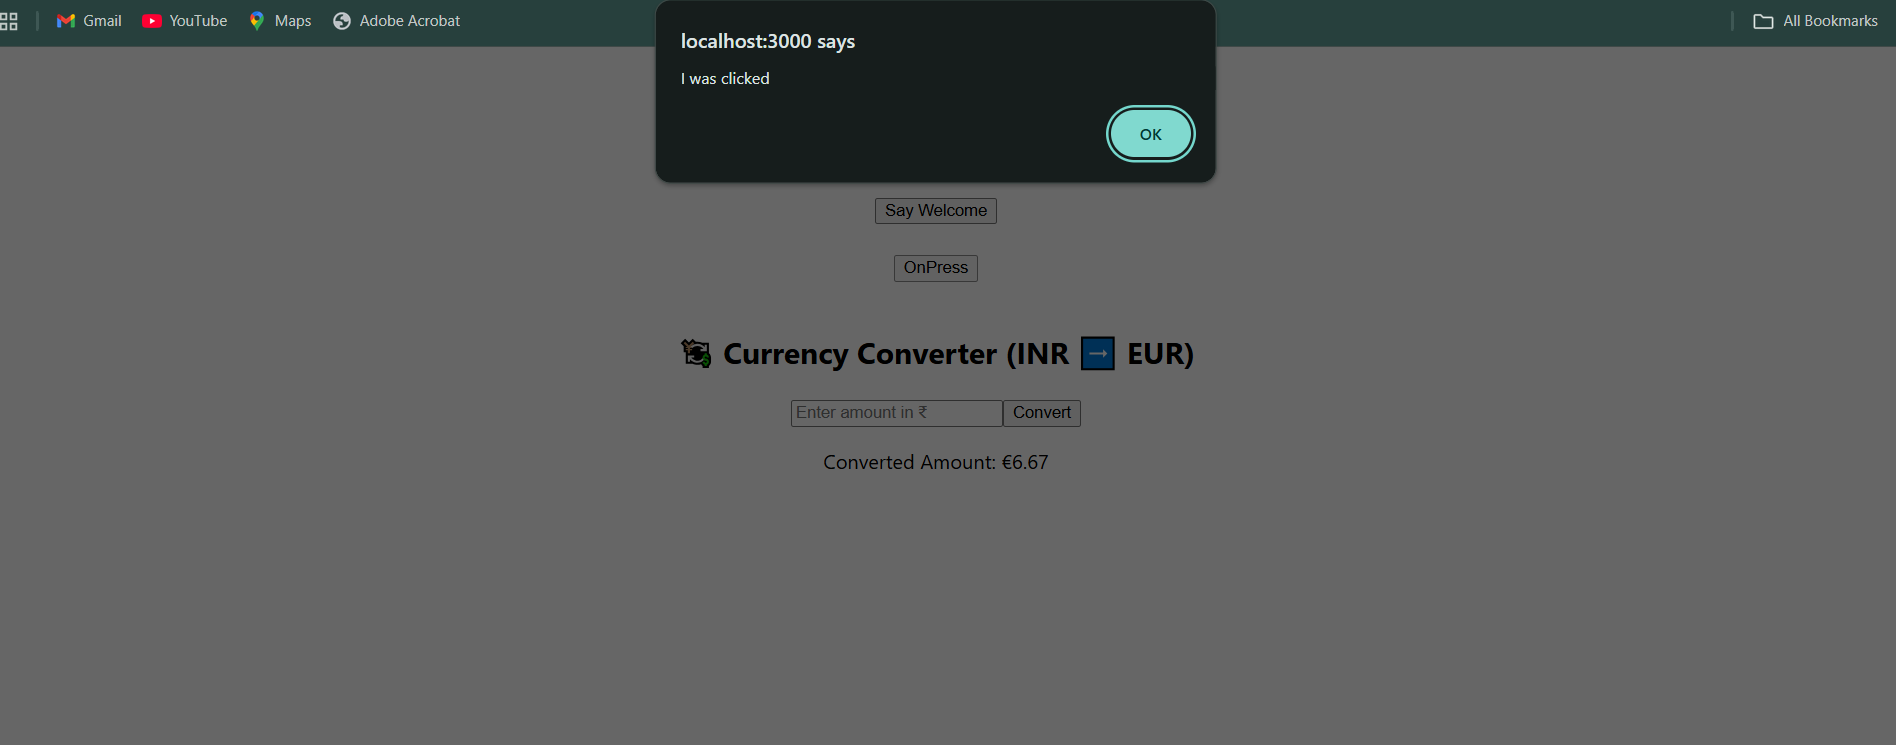 Gmail YouTube Maps Adobe Acrobat All Bookmarks
localhost:3000 says
I was clicked
OK
Say Welcome
OnPress
Currency Converter (INR ➡ EUR)
Enter amount in ₹ Convert
Converted Amount: €6.67